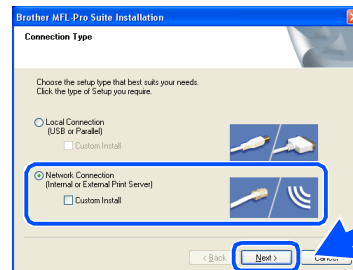 Brother MFL-Pro Suite Installation
Connection Type
Choose the setup type that best suits your needs.
Click the type of Setup you require.
Local Connection
(USB or Parallel)
Custom Install
Network Connection
(Internal or External Print Server)
Custom Install
< Back Next > Cancel